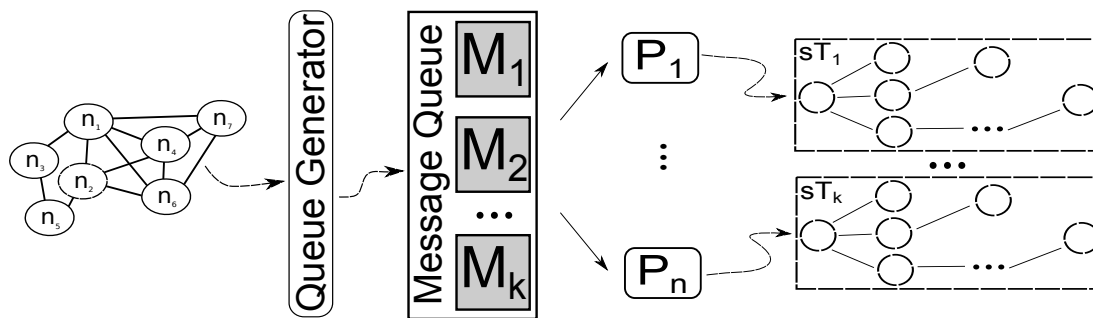 n₁
n₇
n₄
n₃
n₂
n₆
n₅
Queue Generator
Message Queue
M₁
M₂
...
Mₖ
P₁
...
Pₙ
sT₁
...
...
sTₖ
...